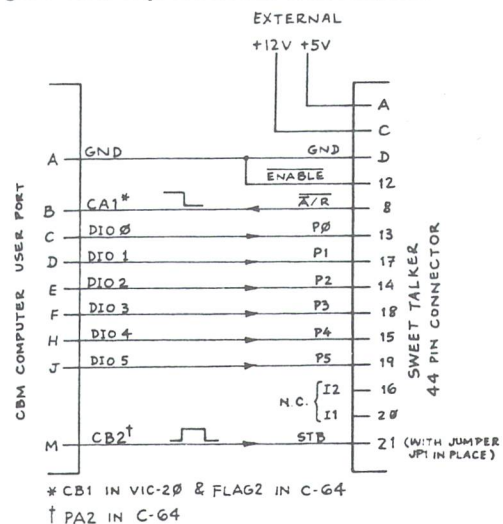 EXTERNAL
+12V +5V
A
C
A GND GND D
ENABLE 12
B CA1* A/R 8
C DIO Ø PØ 13
D DIO 1 P1 17
E DIO 2 P2 14
F DIO 3 P3 18
H DIO 4 P4 15
J DIO 5 P5 19
N.C. { I2 16
I1 2Ø
M CB2† STB 21 (WITH JUMPER JP1 IN PLACE)
CBM COMPUTER USER PORT
SWEET TALKER
44 PIN CONNECTOR
* CB1 IN VIC-2Ø & FLAG2 IN C-64
† PA2 IN C-64